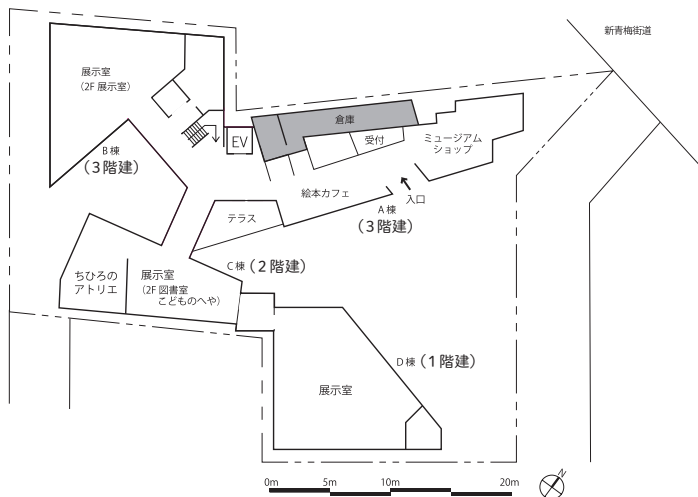 新青梅街道
展示室
（2F 展示室）
倉庫
EV
受付
ミュージアム
ショップ
B 棟
（3階建）
絵本カフェ
入口
A 棟
（3階建）
テラス
C 棟（2階建）
ちひろの
アトリエ
展示室
（2F 図書室
こどものへや）
D 棟（1階建）
展示室
0m 5m 10m 20m
N